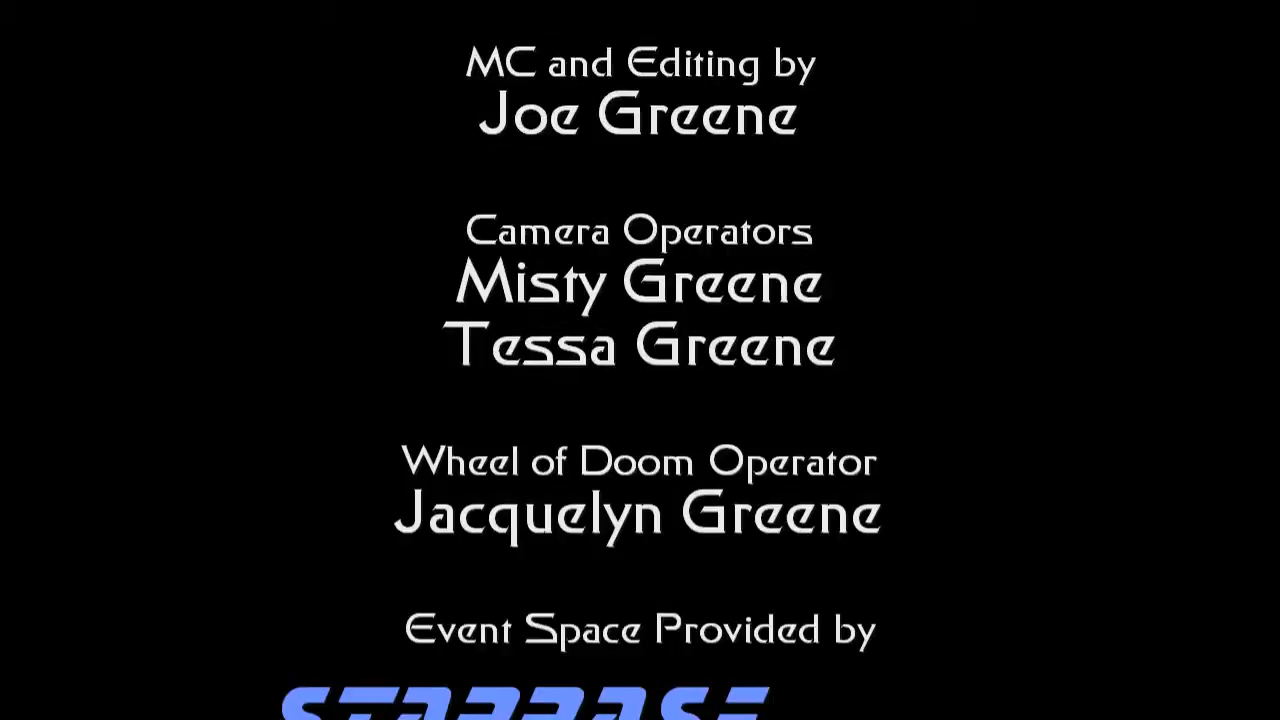 MC and Editing by
Joe Greene
Camera Operators
Misty Greene
Tessa Greene
Wheel of Doom Operator
Jacquelyn Greene
Event Space Provided by
STARBASE